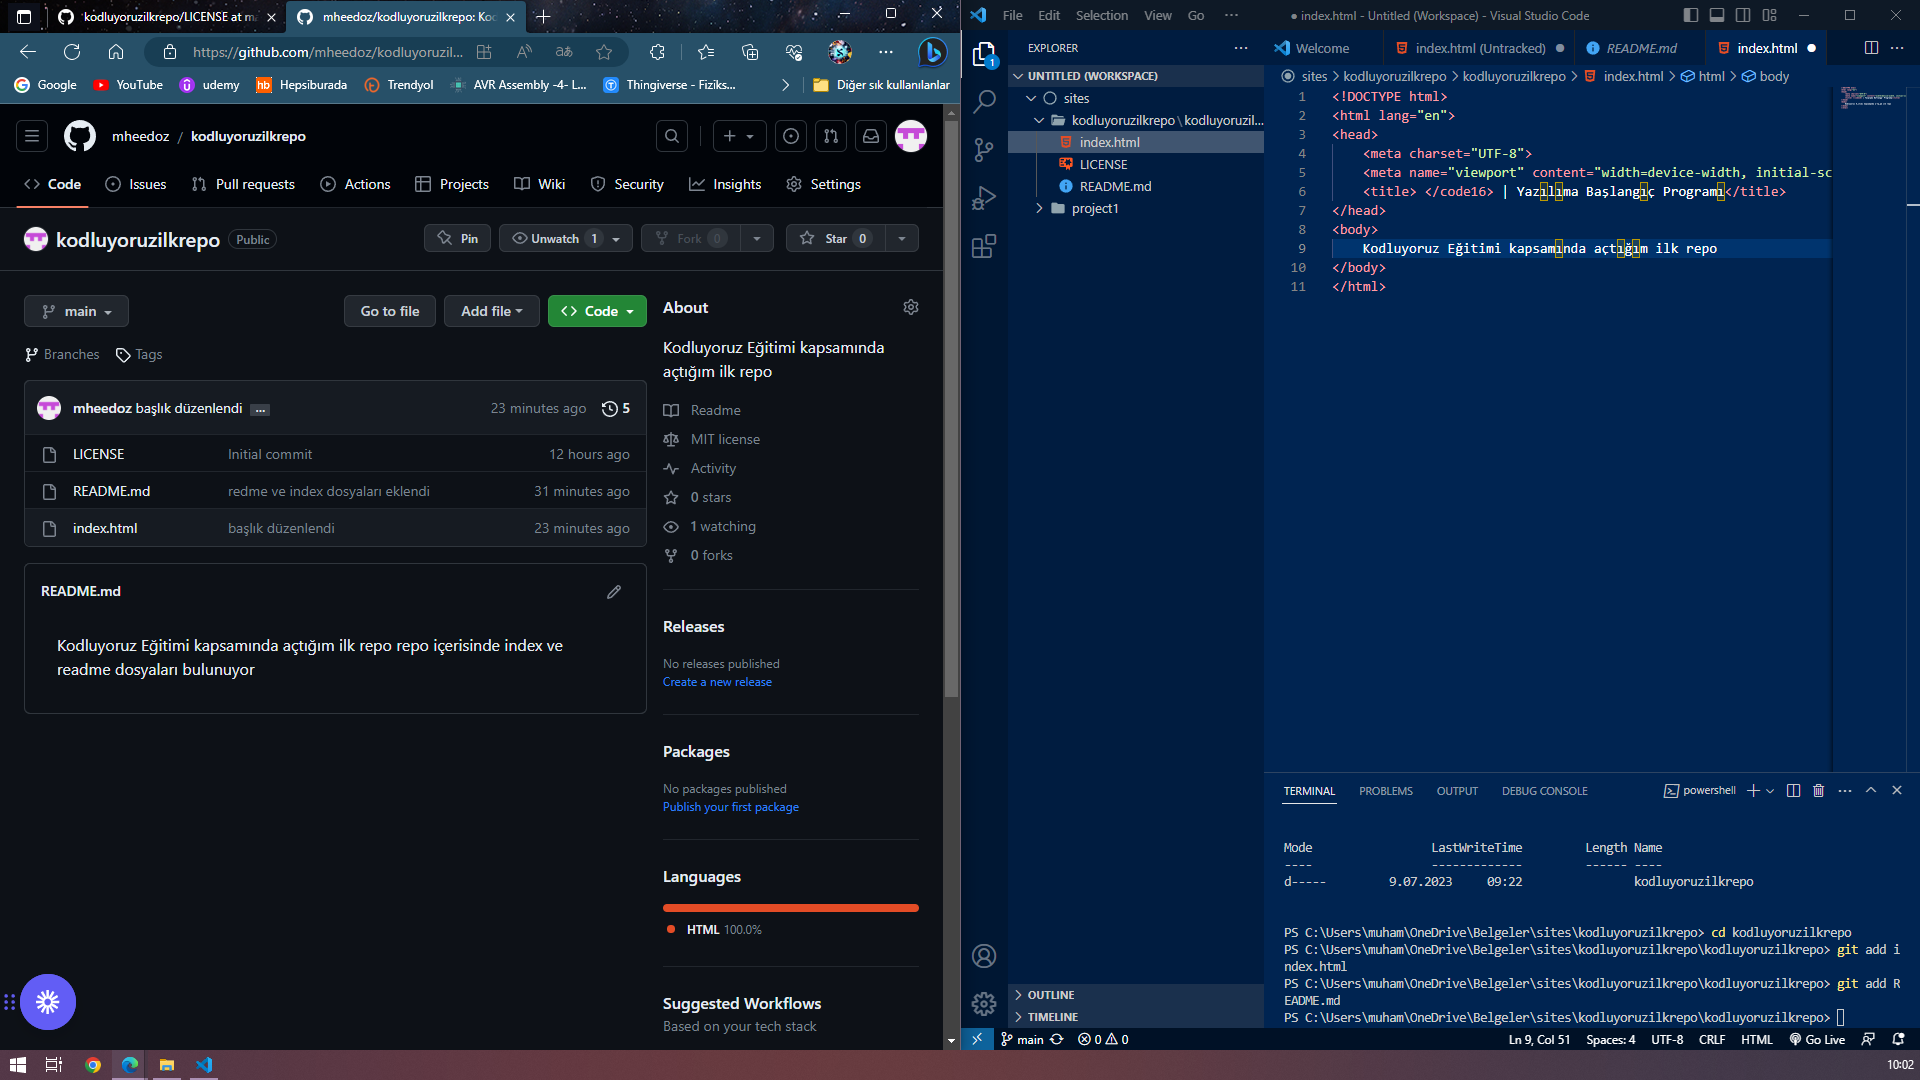 kodluyoruzilkrepo/LICENSE at ma
mheedoz/kodluyoruzilkrepo: Kod
https://github.com/mheedoz/kodluyoruzil...
Google
YouTube
udemy
Hepsiburada
Trendyol
AVR Assembly -4- L...
Thingiverse - Fiziks...
Diğer sık kullanılanlar
mheedoz / kodluyoruzilkrepo
Code
Issues
Pull requests
Actions
Projects
Wiki
Security
Insights
Settings
kodluyoruzilkrepo Public
Pin
Unwatch 1
Fork 0
Star 0
main
Go to file
Add file
Code
Branches
Tags
mheedoz başlık düzenlendi ...
23 minutes ago
5
LICENSE Initial commit 12 hours ago
README.md redme ve index dosyaları eklendi 31 minutes ago
index.html başlık düzenlendi 23 minutes ago
README.md
Kodluyoruz Eğitimi kapsamında açtığım ilk repo repo içerisinde index ve
readme dosyaları bulunuyor
About
Kodluyoruz Eğitimi kapsamında
açtığım ilk repo
Readme
MIT license
Activity
0 stars
1 watching
0 forks
Releases
No releases published
Create a new release
Packages
No packages published
Publish your first package
Languages
HTML 100.0%
Suggested Workflows
Based on your tech stack
File Edit Selection View Go ...
● index.html - Untitled (Workspace) - Visual Studio Code
EXPLORER
1
UNTITLED (WORKSPACE)
sites
kodluyoruzilkrepo \ kodluyoruzil...
index.html
LICENSE
README.md
project1
OUTLINE
TIMELINE
Welcome
index.html (Untracked)
README.md
index.html
sites > kodluyoruzilkrepo > kodluyoruzilkrepo > index.html > html > body
1 <!DOCTYPE html>
2 <html lang="en">
3 <head>
4 <meta charset="UTF-8">
5 <meta name="viewport" content="width=device-width, initial-sc
6 <title> </code16> | Yazılıma Başlangıç Programı</title>
7 </head>
8 <body>
9 Kodluyoruz Eğitimi kapsamında açtığım ilk repo
10 </body>
11 </html>
TERMINAL PROBLEMS OUTPUT DEBUG CONSOLE
powershell
Mode LastWriteTime Length Name
---- ------------- ------ ----
d----- 9.07.2023 09:22 kodluyoruzilkrepo
PS C:\Users\muham\OneDrive\Belgeler\sites\kodluyoruzilkrepo> cd kodluyoruzilkrepo
PS C:\Users\muham\OneDrive\Belgeler\sites\kodluyoruzilkrepo\kodluyoruzilkrepo> git add i
ndex.html
PS C:\Users\muham\OneDrive\Belgeler\sites\kodluyoruzilkrepo\kodluyoruzilkrepo> git add R
EADME.md
PS C:\Users\muham\OneDrive\Belgeler\sites\kodluyoruzilkrepo\kodluyoruzilkrepo>
main
0 0
Ln 9, Col 51
Spaces: 4
UTF-8
CRLF
HTML
Go Live
10:02